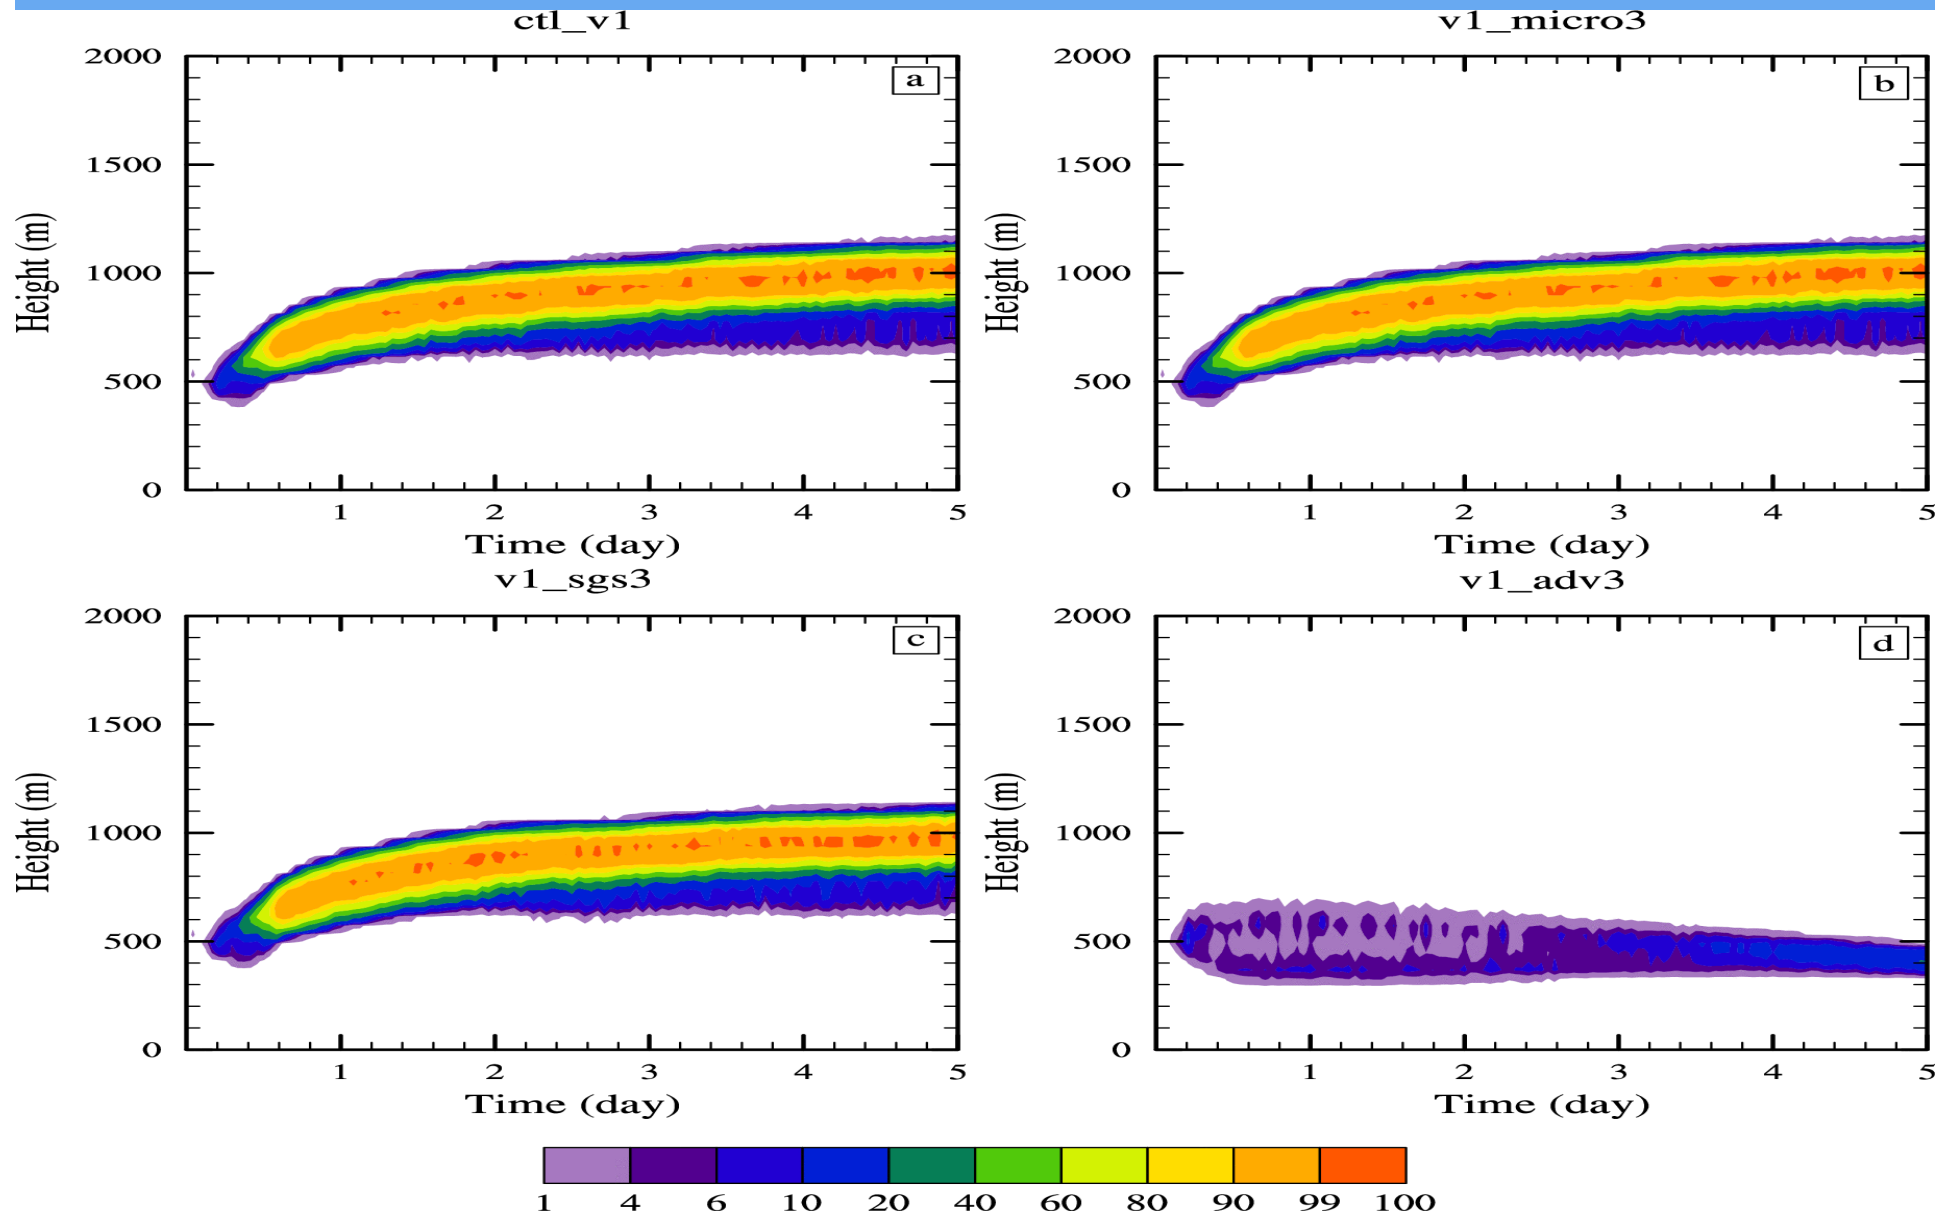 ctl_v1 v1_micro3
2000 a 2000 b
1500 1500
Height (m) Height (m)
1000 1000
500 500
0 0
1 2 3 4 5 1 2 3 4 5
Time (day) Time (day)
v1_sgs3 v1_adv3
2000 c 2000 d
1500 1500
Height (m) Height (m)
1000 1000
500 500
0 0
1 2 3 4 5 1 2 3 4 5
Time (day) Time (day)
1 4 6 10 20 40 60 80 90 99 100